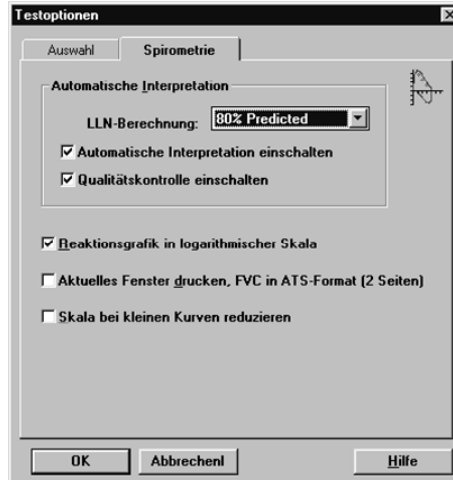 Testoptionen
Auswahl
Spirometrie
Automatische Interpretation
LLN-Berechnung: 80% Predicted
Automatische Interpretation einschalten
Qualitätskontrolle einschalten
Reaktionsgrafik in logarithmischer Skala
Aktuelles Fenster drucken, FVC in ATS-Format (2 Seiten)
Skala bei kleinen Kurven reduzieren
OK
Abbrechenl
Hilfe